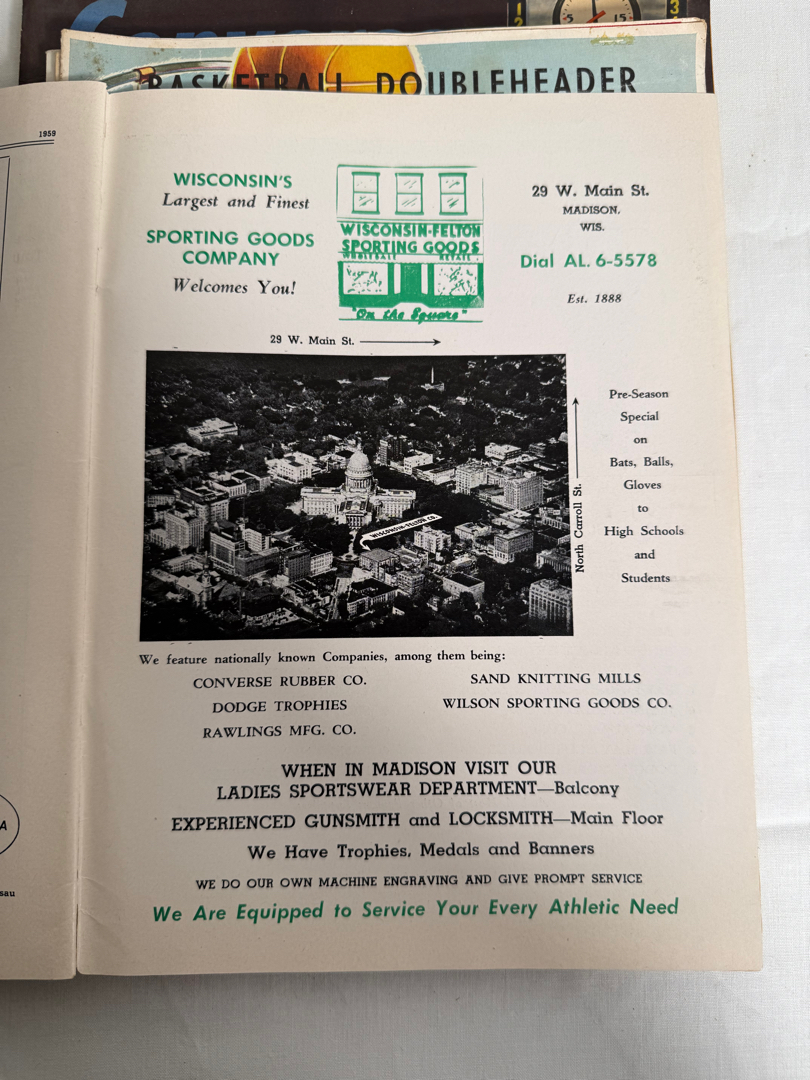 1
2
5
15
3
BASKETBALL DOUBLEHEADER
1959
A
sau
WISCONSIN'S
Largest and Finest
SPORTING GOODS
COMPANY
Welcomes You!
WISCONSIN-FELTON
SPORTING GOODS
WHOLESALE RETAIL
"On the Square"
29 W. Main St.
MADISON,
WIS.
Dial AL. 6-5578
Est. 1888
29 W. Main St.
WISCONSIN-FELTON CO.
North Carroll St.
Pre-Season
Special
on
Bats, Balls,
Gloves
to
High Schools
and
Students
We feature nationally known Companies, among them being:
CONVERSE RUBBER CO.
DODGE TROPHIES
RAWLINGS MFG. CO.
SAND KNITTING MILLS
WILSON SPORTING GOODS CO.
WHEN IN MADISON VISIT OUR
LADIES SPORTSWEAR DEPARTMENT—Balcony
EXPERIENCED GUNSMITH and LOCKSMITH—Main Floor
We Have Trophies, Medals and Banners
WE DO OUR OWN MACHINE ENGRAVING AND GIVE PROMPT SERVICE
We Are Equipped to Service Your Every Athletic Need